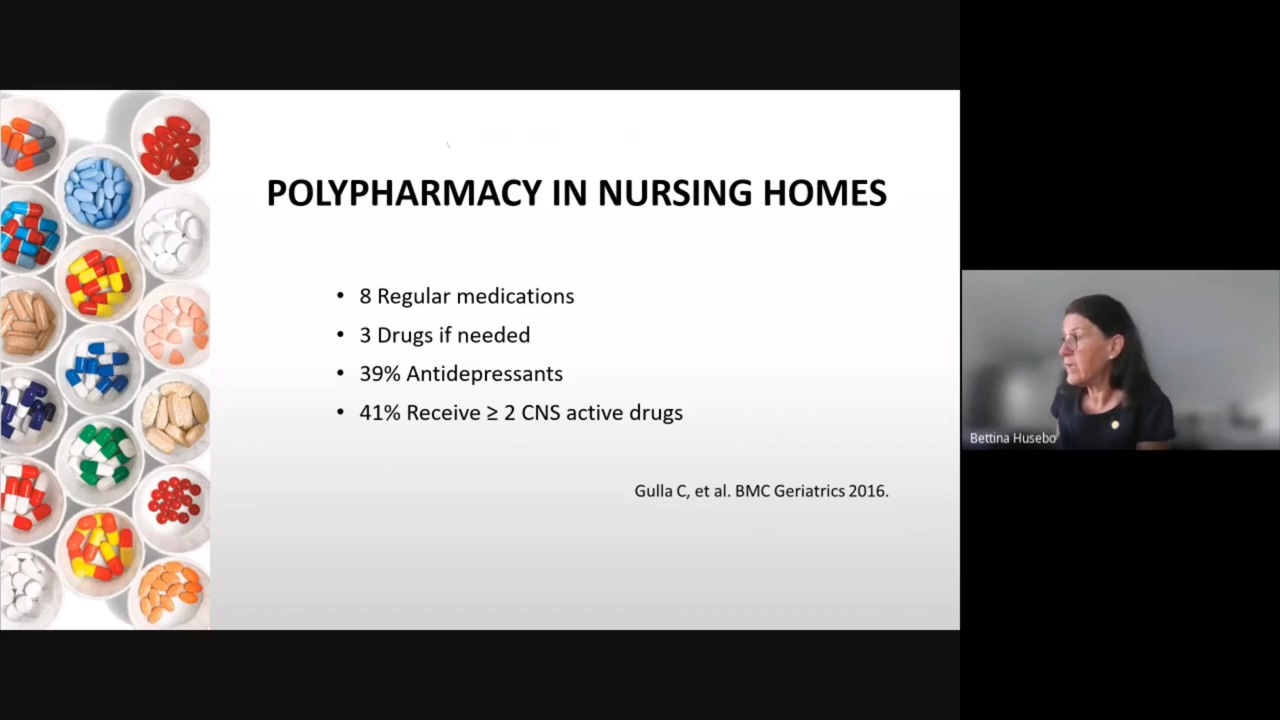 POLYPHARMACY IN NURSING HOMES
• 8 Regular medications
• 3 Drugs if needed
• 39% Antidepressants
• 41% Receive ≥ 2 CNS active drugs
Gulla C, et al. BMC Geriatrics 2016.
Bettina Husebo